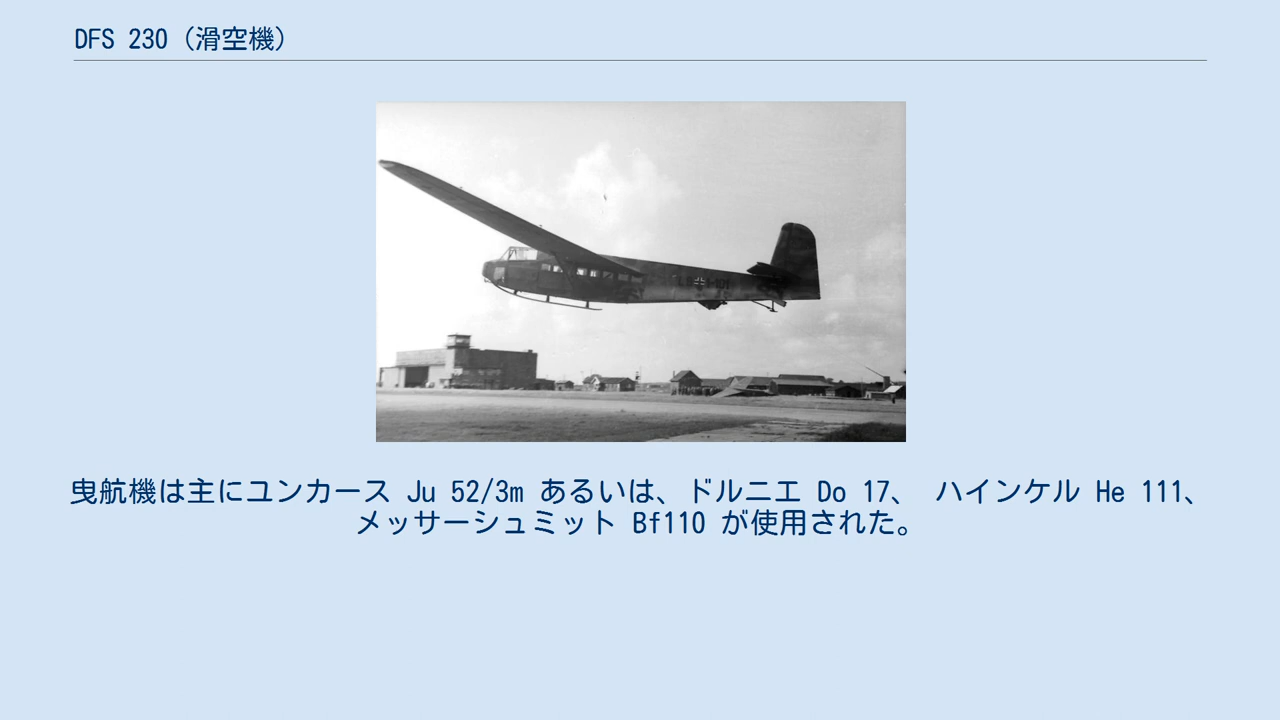 DFS 230（滑空機）
曳航機は主にユンカース Ju 52/3m あるいは、ドルニエ Do 17、 ハインケル He 111、
メッサーシュミット Bf110 が使用された。